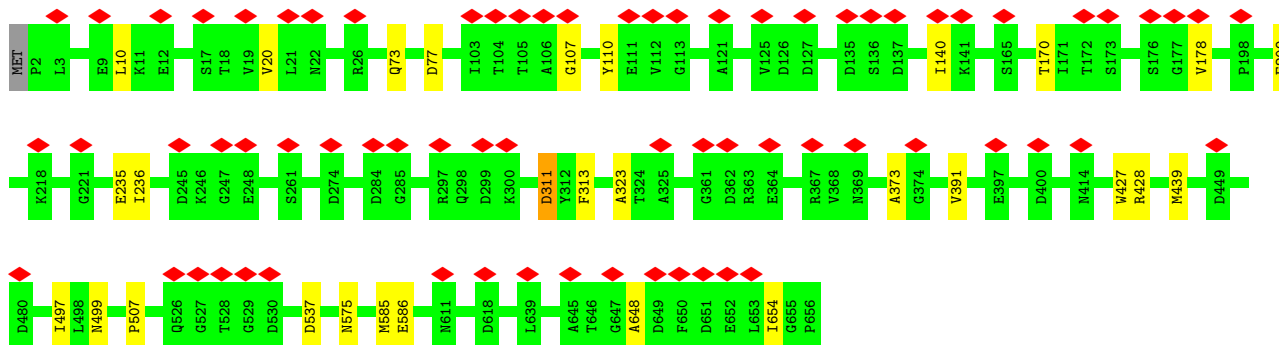 MET P2 L3 E9 L10 K11 E12 S17 T18 V19 V20 L21 N22 R26 Q73 D77 I103 T104 T105 A106 G107 Y110 E111 V112 G113 A121 V125 D126 D127 D135 S136 D137 I140 K141 S165 T170 I171 T172 S173 S176 G177 V178 P198
K218 G221 E235 I236 D245 K246 G247 E248 S261 D274 D284 G285 R297 Q298 D299 K300 D311 Y312 F313 A323 T324 A325 G361 D362 R363 E364 R367 V368 N369 A373 G374 V391 E397 D400 N414 W427 R428 M439 D449
D480 I497 L498 N499 P507 Q526 G527 T528 G529 D530 D537 N575 M585 E586 N611 D618 L639 A645 T646 G647 A648 D649 F650 D651 E652 L653 I654 G655 P656